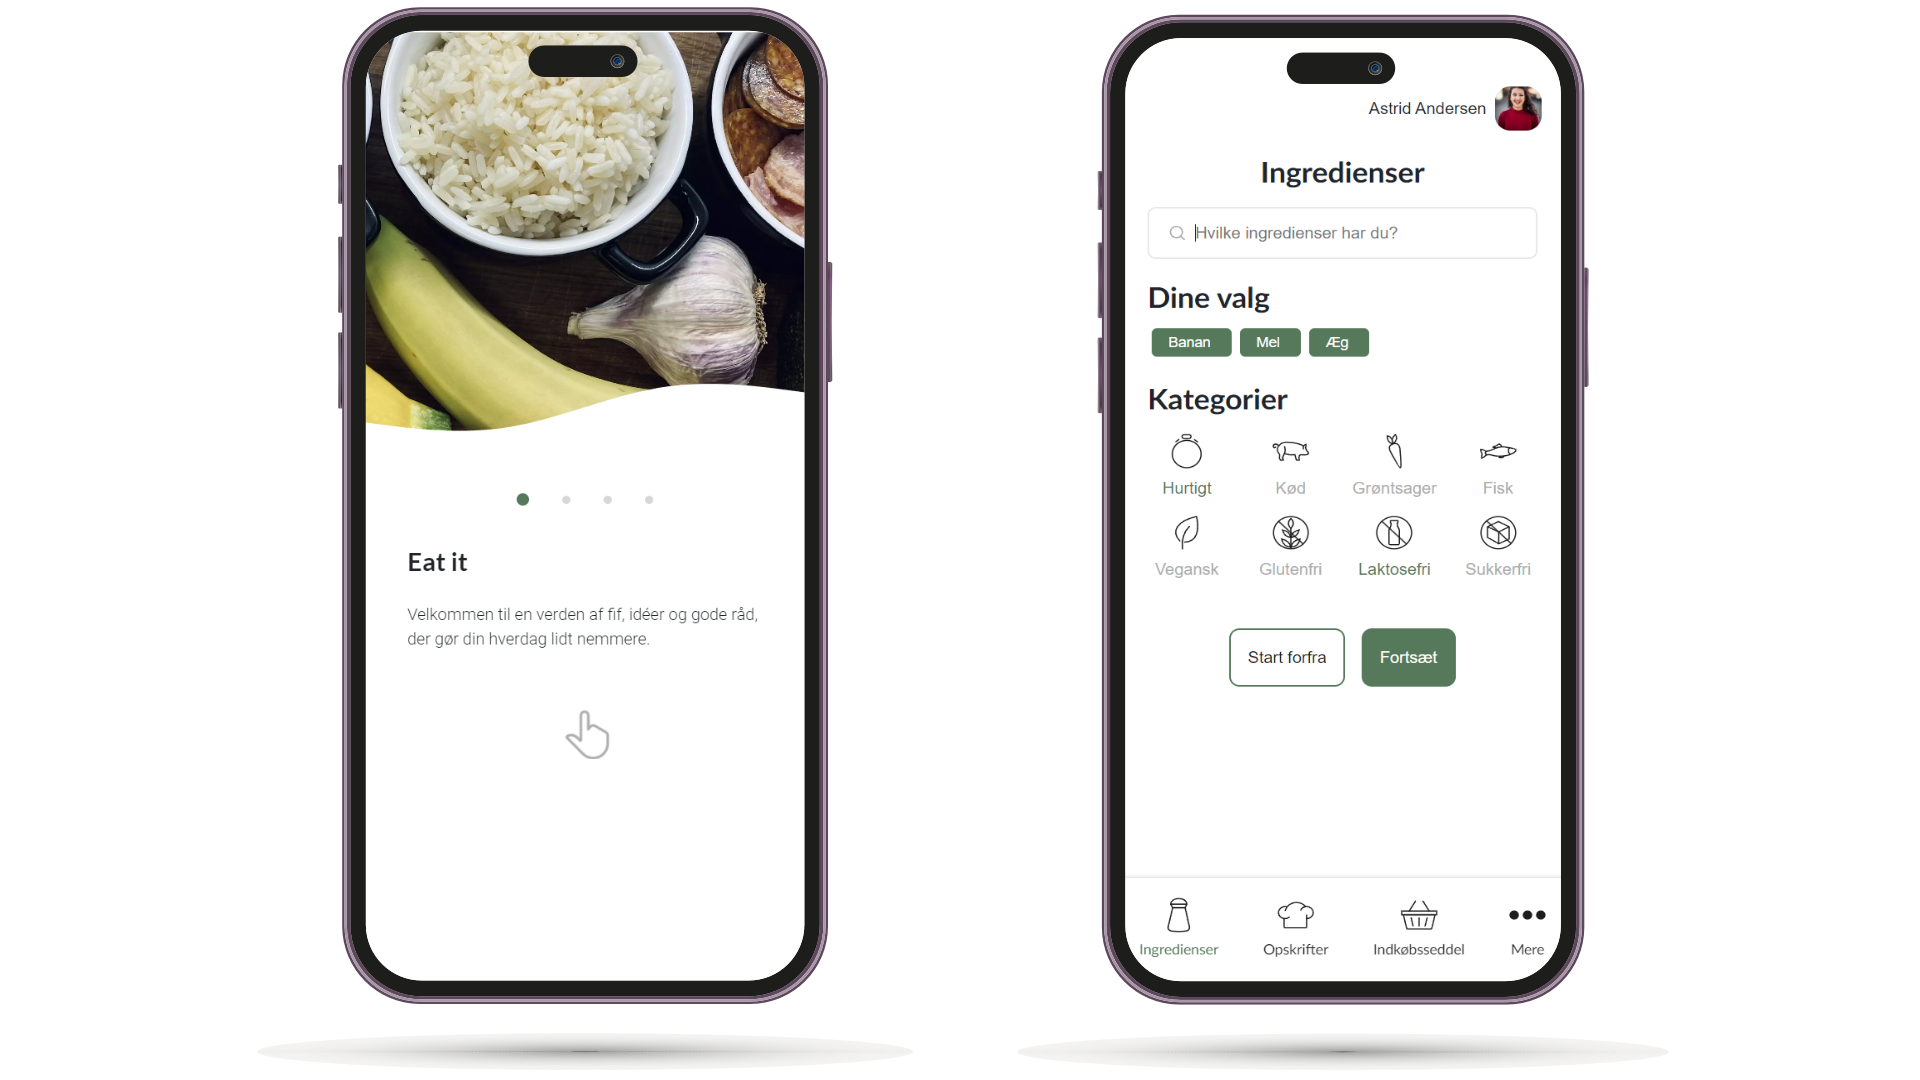 Eat it
Velkommen til en verden af fif, idéer og gode råd,
der gør din hverdag lidt nemmere.
Astrid Andersen
Ingredienser
Hvilke ingredienser har du?
Dine valg
Banan Mel Æg
Kategorier
Hurtigt Kød Grøntsager Fisk
Vegansk Glutenfri Laktosefri Sukkerfri
Start forfra Fortsæt
Ingredienser Opskrifter Indkøbsseddel Mere